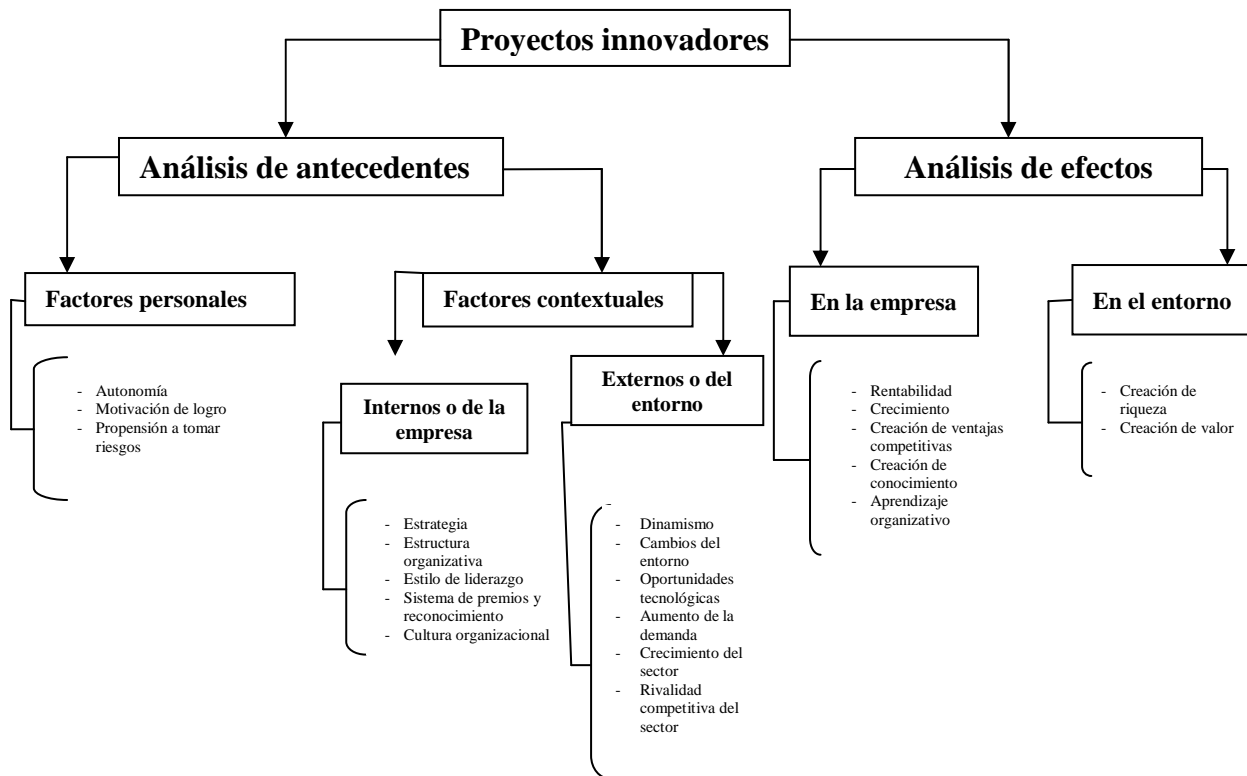 Proyectos innovadores
Análisis de antecedentes
Análisis de efectos
Factores personales
- Autonomía
- Motivación de logro
- Propensión a tomar
riesgos
Factores contextuales
Internos o de la
empresa
- Estrategia
- Estructura
organizativa
- Estilo de liderazgo
- Sistema de premios y
reconocimiento
- Cultura organizacional
Externos o del
entorno
- Dinamismo
- Cambios del
entorno
- Oportunidades
tecnológicas
- Aumento de la
demanda
- Crecimiento del
sector
- Rivalidad
competitiva del
sector
En la empresa
- Rentabilidad
- Crecimiento
- Creación de ventajas
competitivas
- Creación de
conocimiento
- Aprendizaje
organizativo
En el entorno
- Creación de
riqueza
- Creación de valor